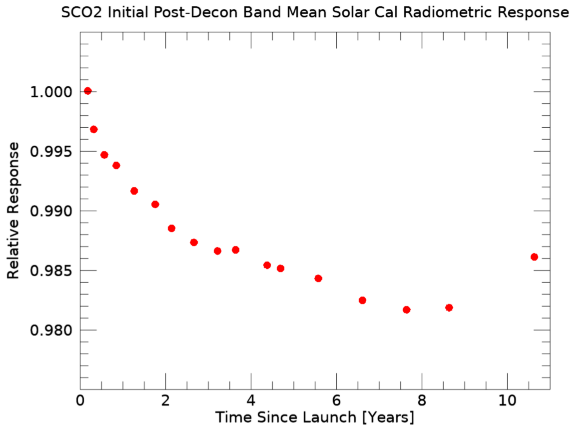 SCO2 Initial Post-Decon Band Mean Solar Cal Radiometric Response
1.000
0.995
0.990
0.985
0.980
Relative Response
0 2 4 6 8 10
Time Since Launch [Years]